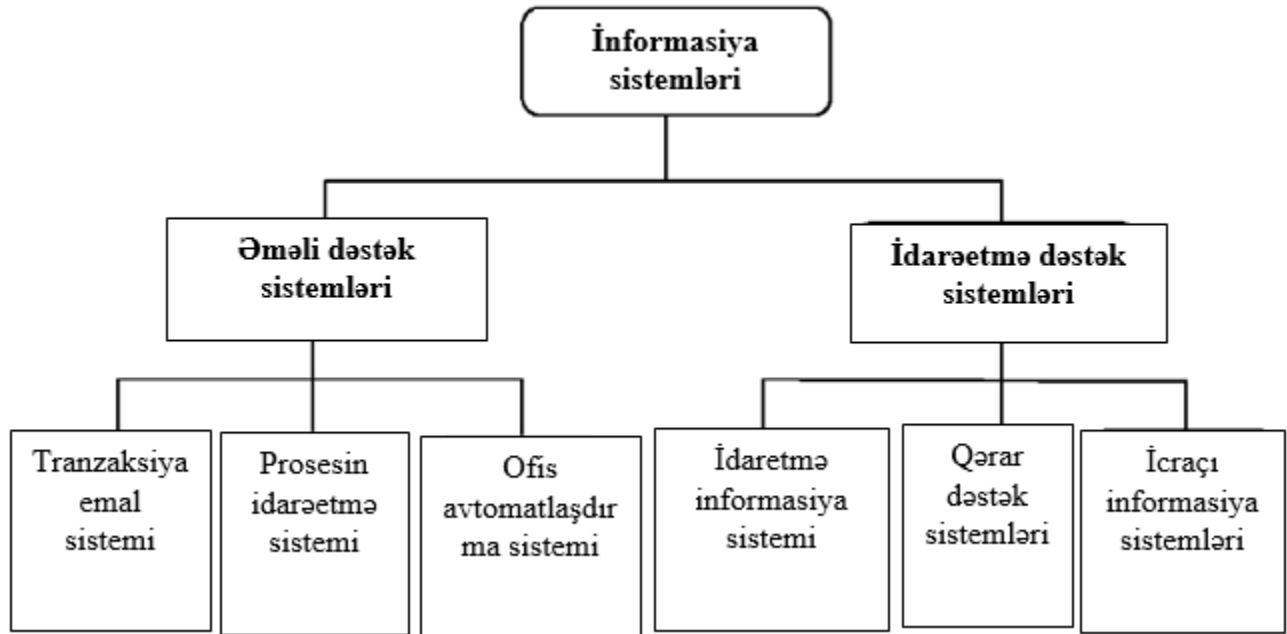 İnformasiya
sistemləri
Əməli dəstək
sistemləri
İdarəetmə dəstək
sistemləri
Tranzaksiya
emal
sistemi
Prosesin
idarəetmə
sistemi
Ofis
avtomatlaşdır
ma sistemi
İdaretmə
informasiya
sistemi
Qərar
dəstək
sistemləri
İcraçı
informasiya
sistemləri